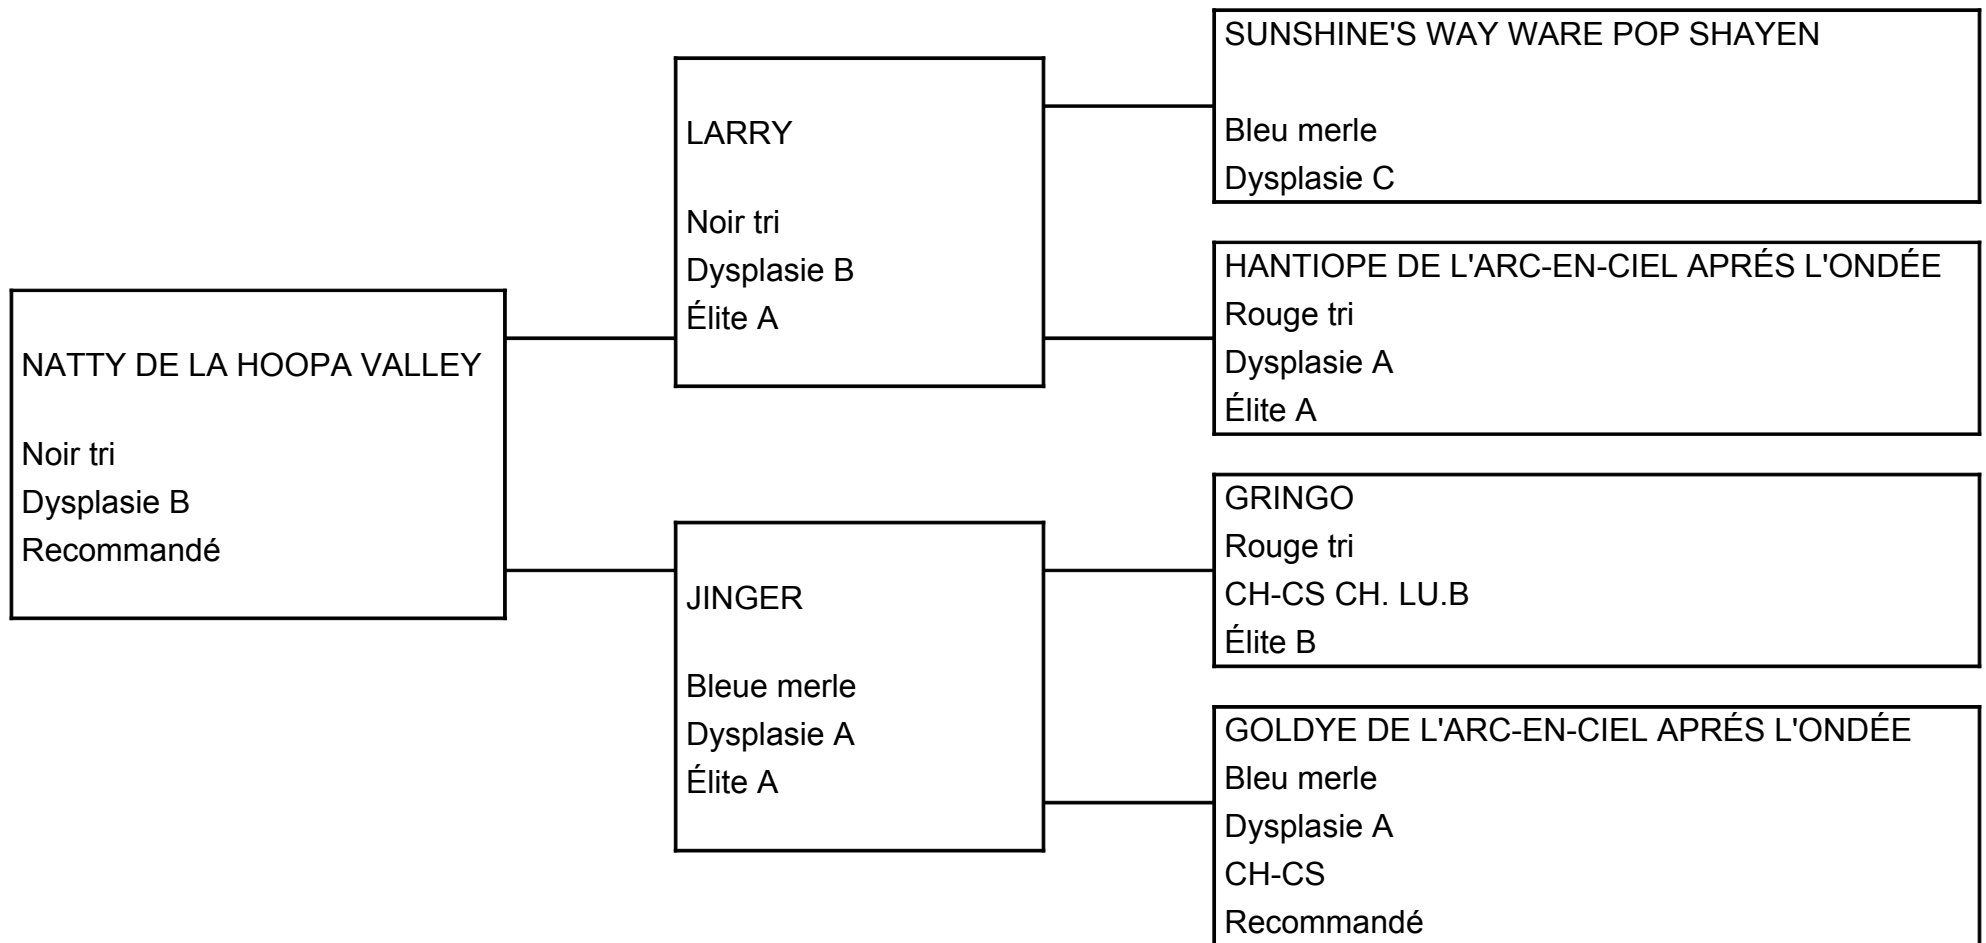 NATTY DE LA HOOPA VALLEY
Noir tri
Dysplasie B
Recommandé
LARRY
Noir tri
Dysplasie B
Élite A
JINGER
Bleue merle
Dysplasie A
Élite A
SUNSHINE'S WAY WARE POP SHAYEN
Bleu merle
Dysplasie C
HANTIOPE DE L'ARC-EN-CIEL APRÉS L'ONDÉE
Rouge tri
Dysplasie A
Élite A
GRINGO
Rouge tri
CH-CS CH. LU.B
Élite B
GOLDYE DE L'ARC-EN-CIEL APRÉS L'ONDÉE
Bleu merle
Dysplasie A
CH-CS
Recommandé